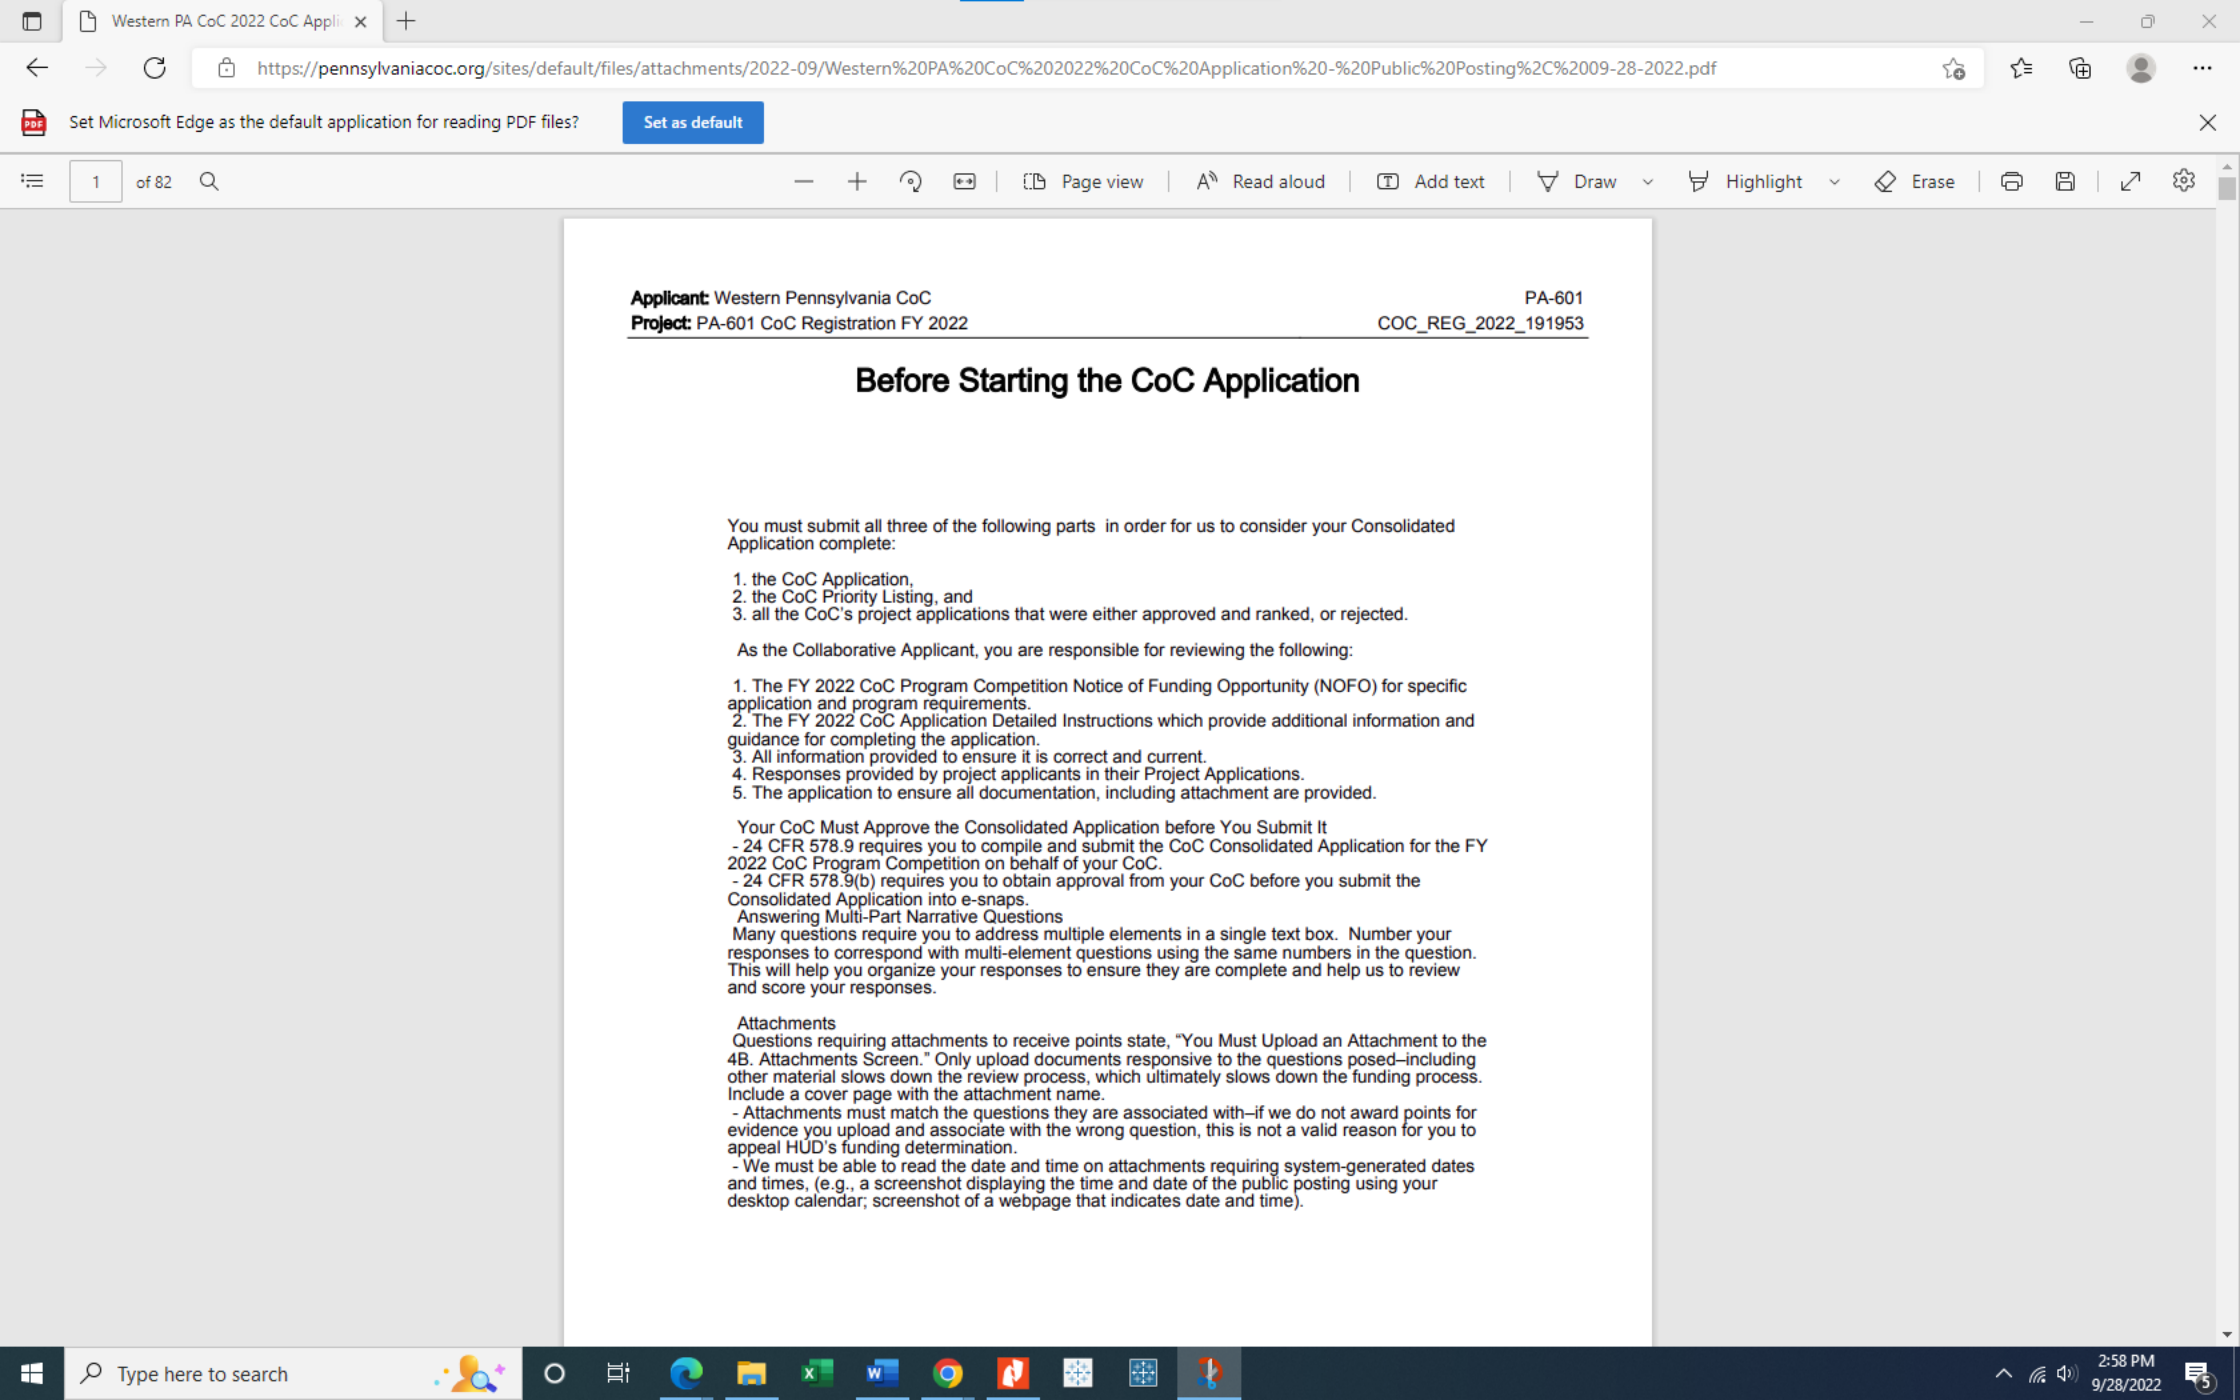 Western PA CoC 2022 CoC Appli
https://pennsylvaniacoc.org/sites/default/files/attachments/2022-09/Western%20PA%20CoC%202022%20CoC%20Application%20-%20Public%20Posting%2C%2009-28-2022.pdf
PDF Set Microsoft Edge as the default application for reading PDF files? Set as default
1 of 82 Page view Read aloud Add text Draw Highlight Erase
Applicant: Western Pennsylvania CoC PA-601
Project: PA-601 CoC Registration FY 2022 COC_REG_2022_191953
Before Starting the CoC Application
You must submit all three of the following parts  in order for us to consider your Consolidated
Application complete:
1. the CoC Application,
2. the CoC Priority Listing, and
3. all the CoC's project applications that were either approved and ranked, or rejected.
As the Collaborative Applicant, you are responsible for reviewing the following:
1. The FY 2022 CoC Program Competition Notice of Funding Opportunity (NOFO) for specific
application and program requirements.
2. The FY 2022 CoC Application Detailed Instructions which provide additional information and
guidance for completing the application.
3. All information provided to ensure it is correct and current.
4. Responses provided by project applicants in their Project Applications.
5. The application to ensure all documentation, including attachment are provided.
Your CoC Must Approve the Consolidated Application before You Submit It
- 24 CFR 578.9 requires you to compile and submit the CoC Consolidated Application for the FY
2022 CoC Program Competition on behalf of your CoC.
- 24 CFR 578.9(b) requires you to obtain approval from your CoC before you submit the
Consolidated Application into e-snaps.
Answering Multi-Part Narrative Questions
Many questions require you to address multiple elements in a single text box.  Number your
responses to correspond with multi-element questions using the same numbers in the question.
This will help you organize your responses to ensure they are complete and help us to review
and score your responses.
Attachments
Questions requiring attachments to receive points state, “You Must Upload an Attachment to the
4B. Attachments Screen.” Only upload documents responsive to the questions posed–including
other material slows down the review process, which ultimately slows down the funding process.
Include a cover page with the attachment name.
- Attachments must match the questions they are associated with–if we do not award points for
evidence you upload and associate with the wrong question, this is not a valid reason for you to
appeal HUD's funding determination.
- We must be able to read the date and time on attachments requiring system-generated dates
and times, (e.g., a screenshot displaying the time and date of the public posting using your
desktop calendar; screenshot of a webpage that indicates date and time).
Type here to search
2:58 PM
9/28/2022
5